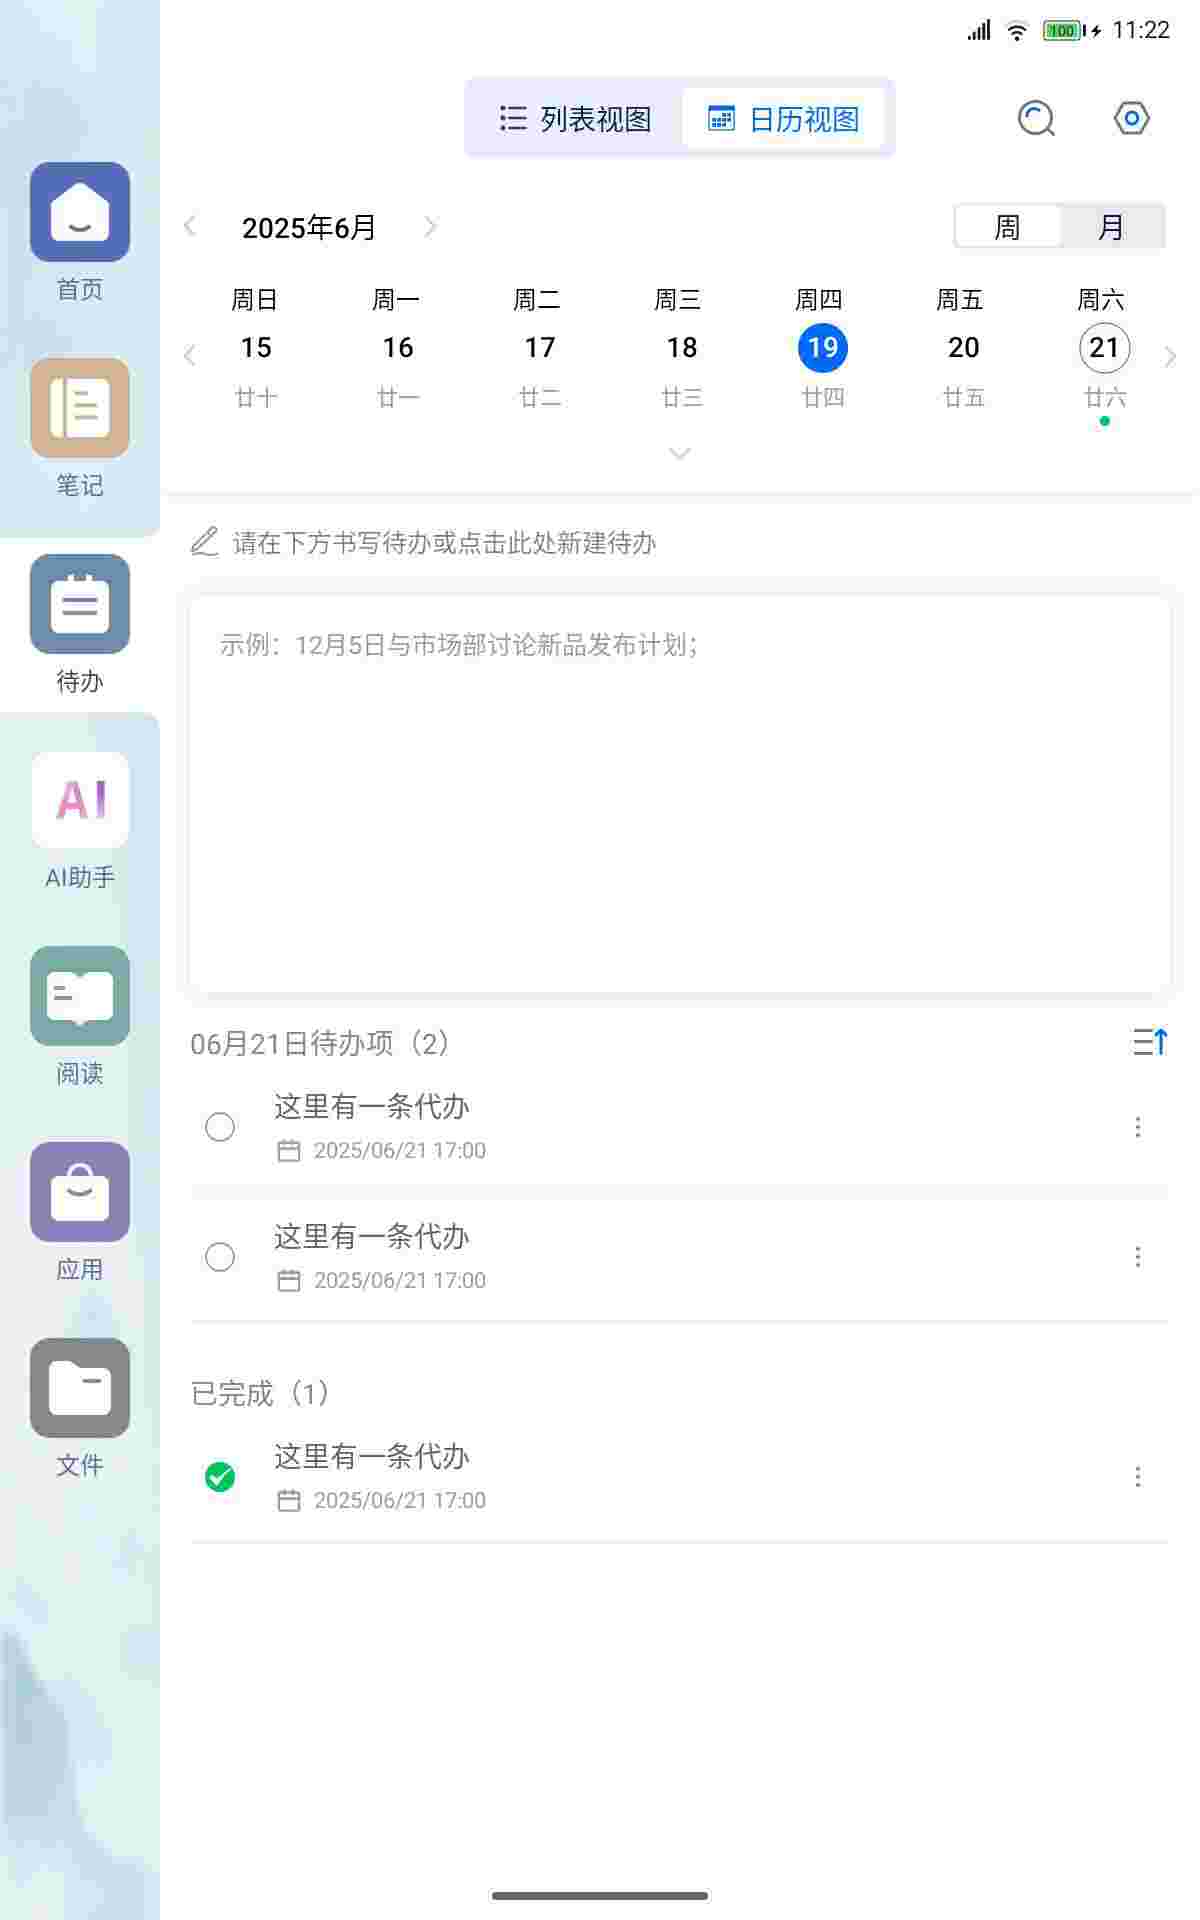 100 11:22
列表视图 日历视图
2025年6月
周 月
周日 周一 周二 周三 周四 周五 周六
15 16 17 18 19 20 21
廿十 廿一 廿二 廿三 廿四 廿五 廿六
请在下方书写待办或点击此处新建待办
示例：12月5日与市场部讨论新品发布计划；
06月21日待办项（2）
这里有一条代办
2025/06/21 17:00
这里有一条代办
2025/06/21 17:00
已完成（1）
这里有一条代办
2025/06/21 17:00
首页
笔记
待办
AI
AI助手
阅读
应用
文件